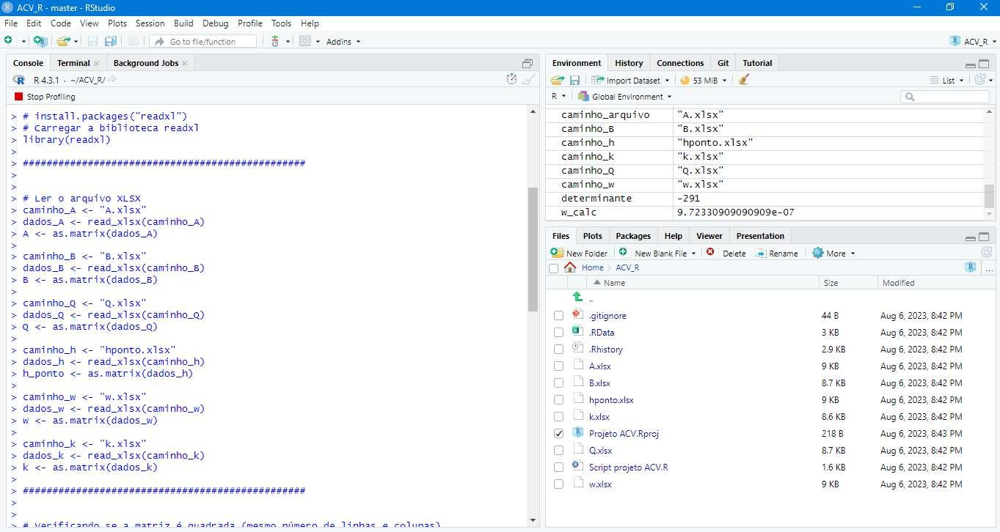 ACV_R - master - RStudio
File Edit Code View Plots Session Build Debug Profile Tools Help
Go to file/function Addins ACV_R
Console Terminal Background Jobs
R 4.3.1 · ~/ACV_R/
Stop Profiling
> # install.packages("readxl")
> # Carregar a biblioteca readxl
> library(readxl)
>
> ################################################
>
>
> # Ler o arquivo XLSX
> caminho_A <- "A.xlsx"
> dados_A <- read_xlsx(caminho_A)
> A <- as.matrix(dados_A)
>
> caminho_B <- "B.xlsx"
> dados_B <- read_xlsx(caminho_B)
> B <- as.matrix(dados_B)
>
> caminho_Q <- "Q.xlsx"
> dados_Q <- read_xlsx(caminho_Q)
> Q <- as.matrix(dados_Q)
>
> caminho_h <- "hponto.xlsx"
> dados_h <- read_xlsx(caminho_h)
> h_ponto <- as.matrix(dados_h)
>
> caminho_w <- "w.xlsx"
> dados_w <- read_xlsx(caminho_w)
> w <- as.matrix(dados_w)
>
> caminho_k <- "k.xlsx"
> dados_k <- read_xlsx(caminho_k)
> k <- as.matrix(dados_k)
>
> ################################################
>
>
> # Verificando se a matriz é quadrada (mesmo número de linhas e colunas)
Environment History Connections Git Tutorial
Import Dataset 53 MiB List
R Global Environment
caminho_arquivo "A.xlsx"
caminho_B "B.xlsx"
caminho_h "hponto.xlsx"
caminho_k "k.xlsx"
caminho_Q "Q.xlsx"
caminho_w "w.xlsx"
determinante -291
w_calc 9.72330909090909e-07
Files Plots Packages Help Viewer Presentation
New Folder New Blank File Delete Rename More
Home ACV_R ...
Name Size Modified
..
.gitignore 44 B Aug 6, 2023, 8:42 PM
.RData 3 KB Aug 6, 2023, 8:42 PM
.Rhistory 2.9 KB Aug 6, 2023, 8:42 PM
A.xlsx 9 KB Aug 6, 2023, 8:42 PM
B.xlsx 8.7 KB Aug 6, 2023, 8:42 PM
hponto.xlsx 9 KB Aug 6, 2023, 8:42 PM
k.xlsx 8.6 KB Aug 6, 2023, 8:42 PM
Projeto ACV.Rproj 218 B Aug 6, 2023, 8:43 PM
Q.xlsx 8.7 KB Aug 6, 2023, 8:42 PM
Script projeto ACV.R 1.6 KB Aug 6, 2023, 8:42 PM
w.xlsx 9 KB Aug 6, 2023, 8:42 PM